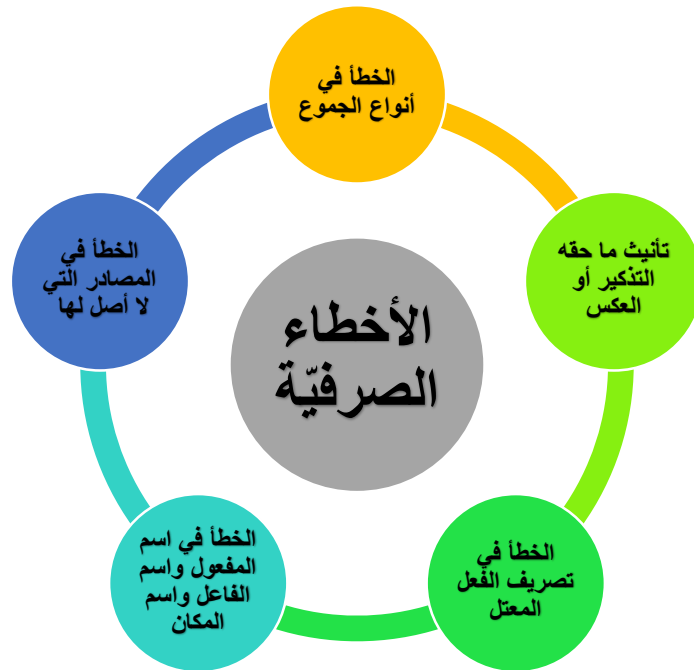 الخطأ في
أنواع الجموع
تأنيث ما حقه
التذكير أو
العكس
الخطأ في
تصريف الفعل
المعتل
الخطأ في اسم
المفعول واسم
الفاعل واسم
المكان
الخطأ في
المصادر التي
لا أصل لها
الأخطاء
الصرفيّة